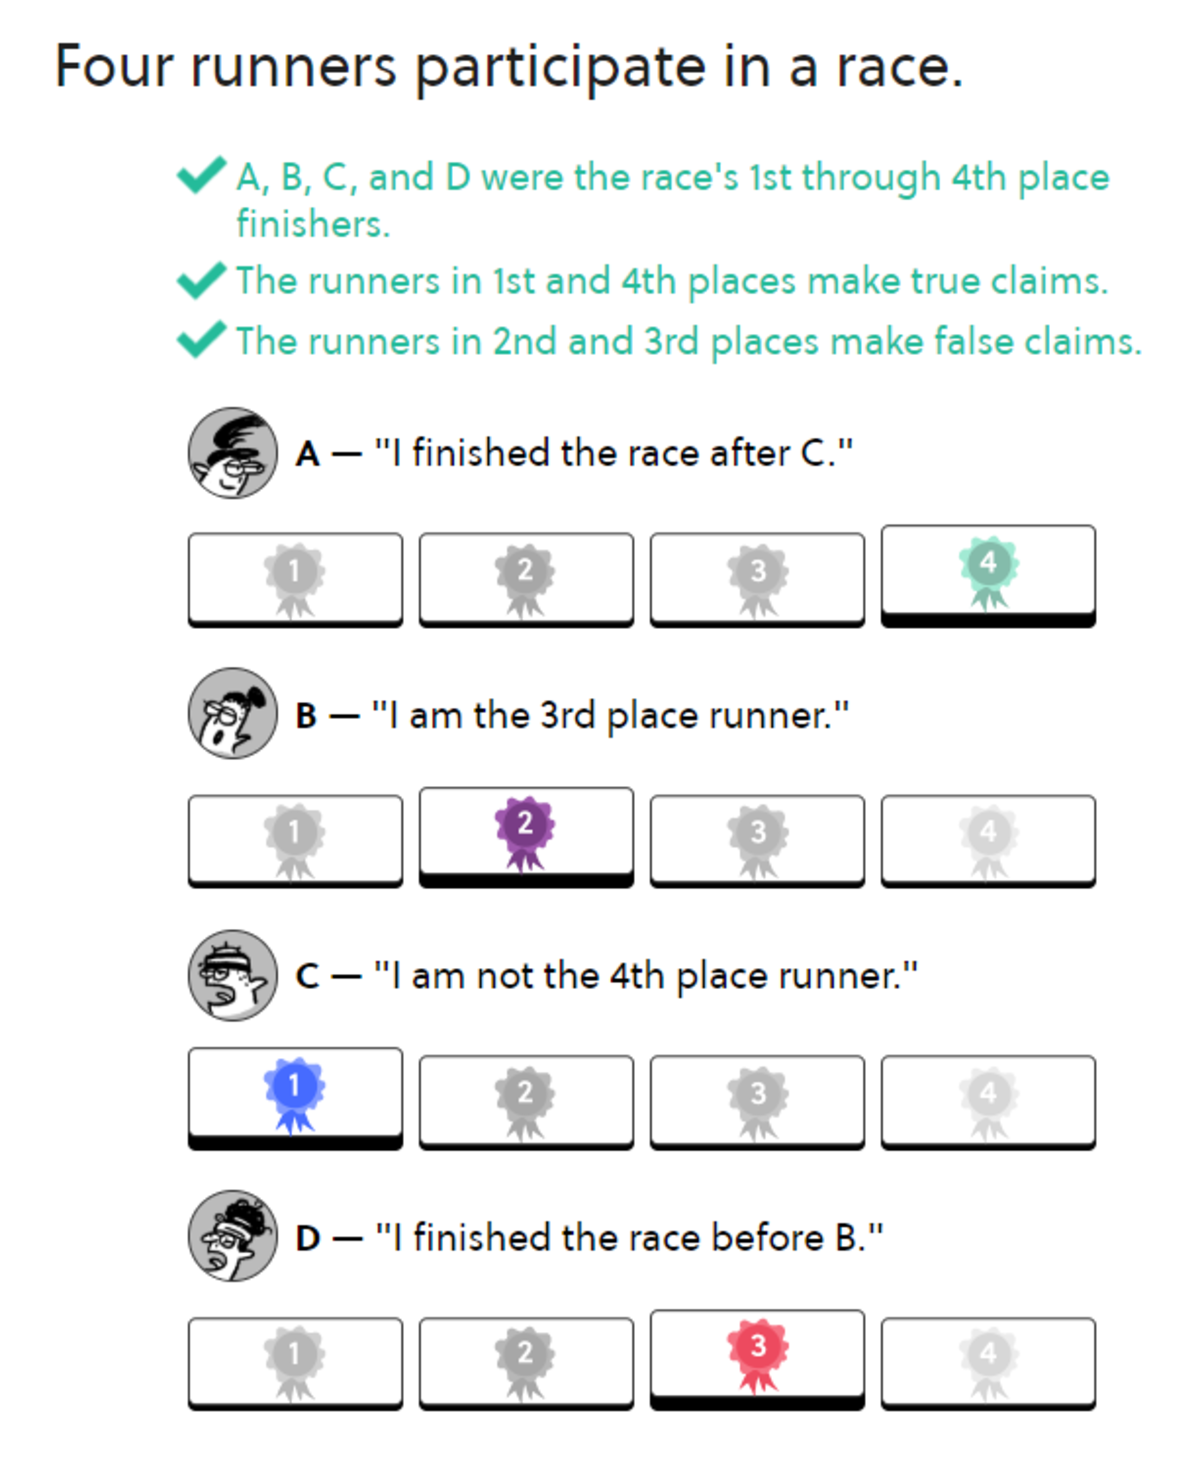 Four runners participate in a race.
A, B, C, and D were the race's 1st through 4th place
finishers.
The runners in 1st and 4th places make true claims.
The runners in 2nd and 3rd places make false claims.
A — "I finished the race after C."
1 2 3 4
B — "I am the 3rd place runner."
1 2 3 4
C — "I am not the 4th place runner."
1 2 3 4
D — "I finished the race before B."
1 2 3 4